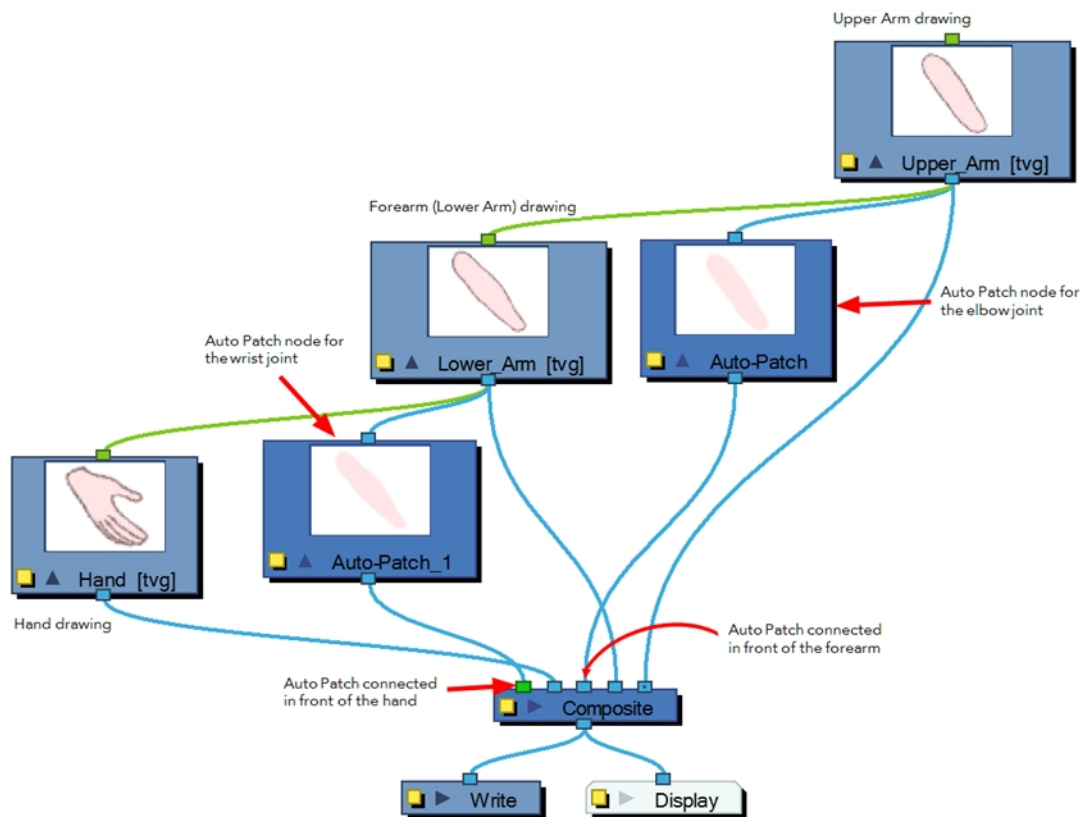 Upper Arm drawing
Upper_Arm [tvg]
Forearm (Lower Arm) drawing
Lower_Arm [tvg]
Auto-Patch
Auto Patch node for
the elbow joint
Auto Patch node for
the wrist joint
Hand [tvg]
Auto-Patch_1
Hand drawing
Auto Patch connected
in front of the forearm
Auto Patch connected
in front of the hand
Composite
Write
Display